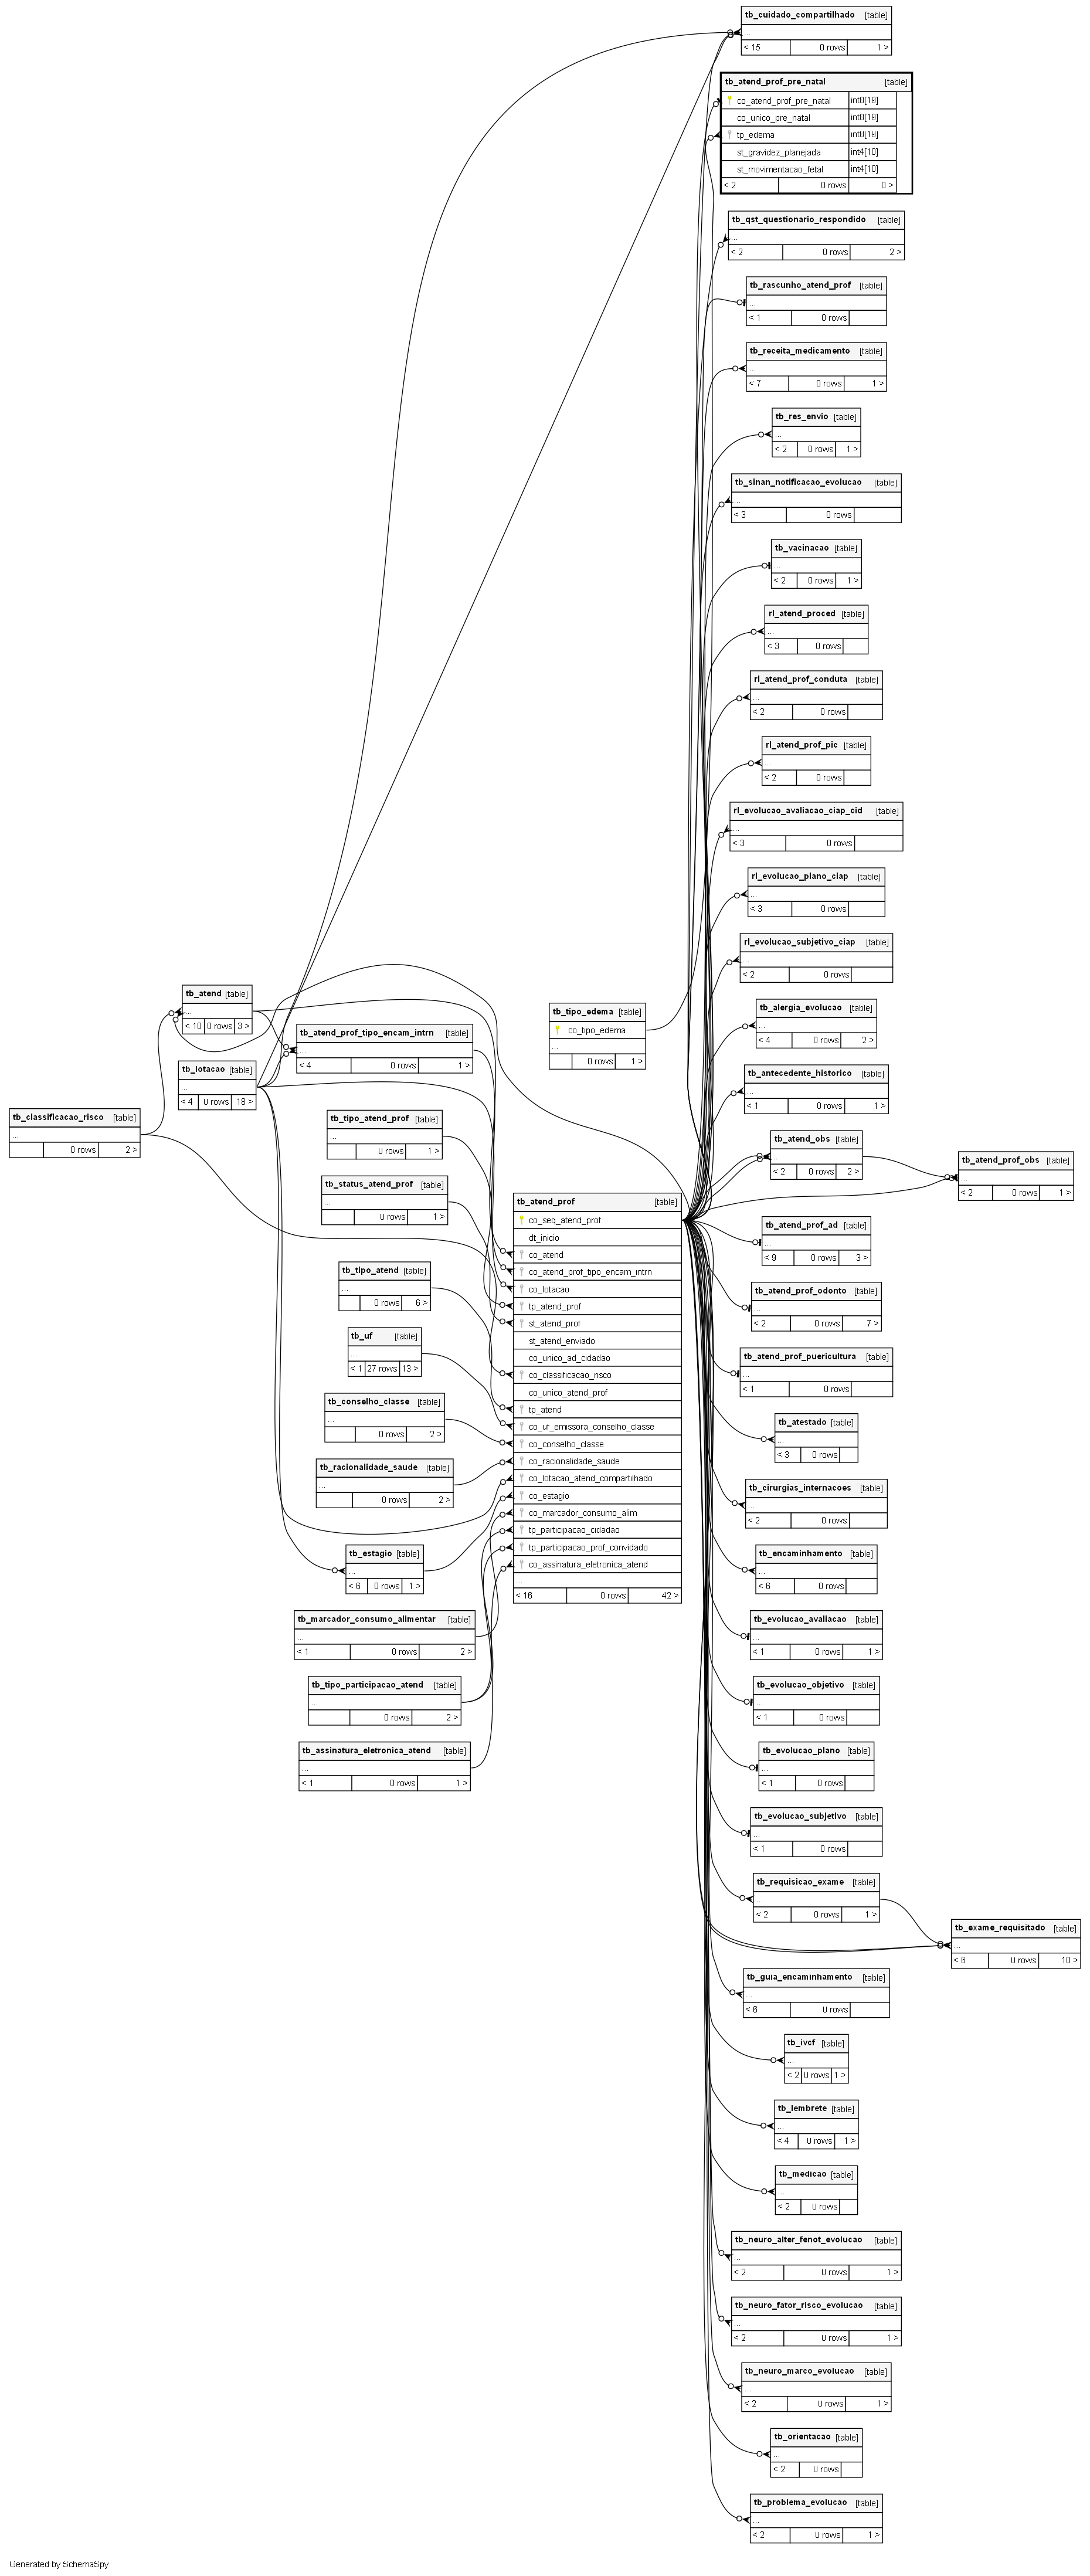 tb_cuidado_compartilhado [table]
...
< 15 0 rows 1 >
tb_atend_prof_pre_natal [table]
co_atend_prof_pre_natal int8[19]
co_unico_pre_natal int8[19]
tp_edema int8[19]
st_gravidez_planejada int4[10]
st_movimentacao_fetal int4[10]
< 2 0 rows 0 >
tb_qst_questionario_respondido [table]
...
< 2 0 rows 2 >
tb_rascunho_atend_prof [table]
...
< 1 0 rows
tb_receita_medicamento [table]
...
< 7 0 rows 1 >
tb_res_envio [table]
...
< 2 0 rows 1 >
tb_sinan_notificacao_evolucao [table]
...
< 3 0 rows
tb_vacinacao [table]
...
< 2 0 rows 1 >
rl_atend_proced [table]
...
< 3 0 rows
rl_atend_prof_conduta [table]
...
< 2 0 rows
rl_atend_prof_pic [table]
...
< 2 0 rows
rl_evolucao_avaliacao_ciap_cid [table]
...
< 3 0 rows
rl_evolucao_plano_ciap [table]
...
< 3 0 rows
rl_evolucao_subjetivo_ciap [table]
...
< 2 0 rows
tb_atend [table]
...
< 10 0 rows 3 >
tb_tipo_edema [table]
co_tipo_edema
...
0 rows 1 >
tb_alergia_evolucao [table]
...
< 4 0 rows 2 >
tb_atend_prof_tipo_encam_intrn [table]
...
< 4 0 rows 1 >
tb_lotacao [table]
...
< 4 0 rows 18 >
tb_antecedente_historico [table]
...
< 1 0 rows 1 >
tb_classificacao_risco [table]
...
0 rows 2 >
tb_tipo_atend_prof [table]
...
0 rows 1 >
tb_atend_obs [table]
...
< 2 0 rows 2 >
tb_atend_prof_obs [table]
...
< 2 0 rows 1 >
tb_status_atend_prof [table]
...
0 rows 1 >
tb_atend_prof [table]
co_seq_atend_prof
dt_inicio
co_atend
co_atend_prof_tipo_encam_intrn
co_lotacao
tp_atend_prof
st_atend_prof
st_atend_enviado
co_unico_ad_cidadao
co_classificacao_risco
co_unico_atend_prof
tp_atend
co_uf_emissora_conselho_classe
co_conselho_classe
co_racionalidade_saude
co_lotacao_atend_compartilhado
co_estagio
co_marcador_consumo_alim
tp_participacao_cidadao
tp_participacao_prof_convidado
co_assinatura_eletronica_atend
...
< 16 0 rows 42 >
tb_atend_prof_ad [table]
...
< 9 0 rows 3 >
tb_tipo_atend [table]
...
0 rows 6 >
tb_atend_prof_odonto [table]
...
< 2 0 rows 7 >
tb_uf [table]
...
< 1 27 rows 13 >
tb_atend_prof_puericultura [table]
...
< 1 0 rows
tb_conselho_classe [table]
...
0 rows 2 >
tb_atestado [table]
...
< 3 0 rows
tb_racionalidade_saude [table]
...
0 rows 2 >
tb_cirurgias_internacoes [table]
...
< 2 0 rows
tb_estagio [table]
...
< 6 0 rows 1 >
tb_encaminhamento [table]
...
< 6 0 rows
tb_marcador_consumo_alimentar [table]
...
< 1 0 rows 2 >
tb_evolucao_avaliacao [table]
...
< 1 0 rows 1 >
tb_tipo_participacao_atend [table]
...
0 rows 2 >
tb_evolucao_objetivo [table]
...
< 1 0 rows
tb_assinatura_eletronica_atend [table]
...
< 1 0 rows 1 >
tb_evolucao_plano [table]
...
< 1 0 rows
tb_evolucao_subjetivo [table]
...
< 1 0 rows
tb_requisicao_exame [table]
...
< 2 0 rows 1 >
tb_exame_requisitado [table]
...
< 6 0 rows 10 >
tb_guia_encaminhamento [table]
...
< 6 0 rows
tb_ivcf [table]
...
< 2 0 rows 1 >
tb_lembrete [table]
...
< 4 0 rows 1 >
tb_medicao [table]
...
< 2 0 rows
tb_neuro_alter_fenot_evolucao [table]
...
< 2 0 rows 1 >
tb_neuro_fator_risco_evolucao [table]
...
< 2 0 rows 1 >
tb_neuro_marco_evolucao [table]
...
< 2 0 rows 1 >
tb_orientacao [table]
...
< 2 0 rows
tb_problema_evolucao [table]
...
< 2 0 rows 1 >
Generated by SchemaSpy